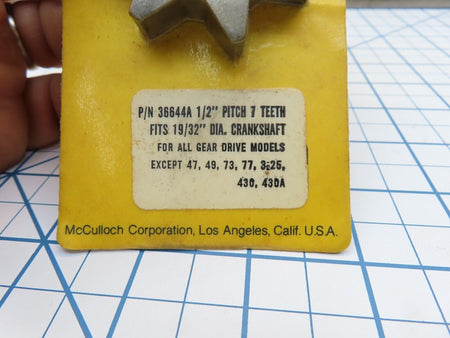 P/N 36644A 1/2" PITCH 7 TEETH
FITS 19/32" DIA. CRANKSHAFT
FOR ALL GEAR DRIVE MODELS
EXCEPT 47, 49, 73, 77, 3-25,
430, 430A
McCulloch Corporation, Los Angeles, Calif. U.S.A.